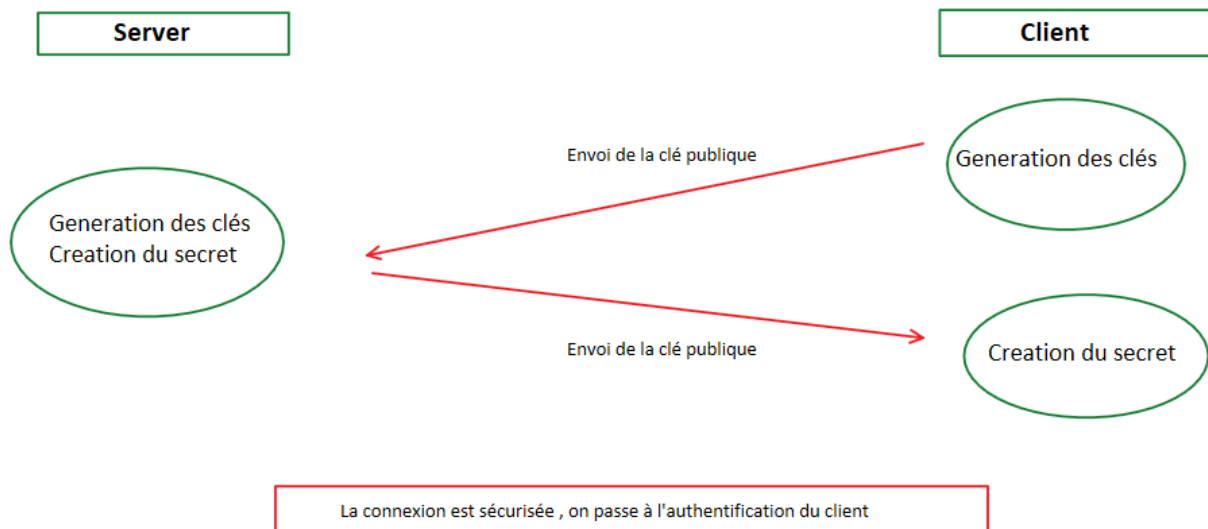 Server
Client
Envoi de la clé publique
Generation des clés
Generation des clés
Creation du secret
Envoi de la clé publique
Creation du secret
La connexion est sécurisée , on passe à l'authentification du client